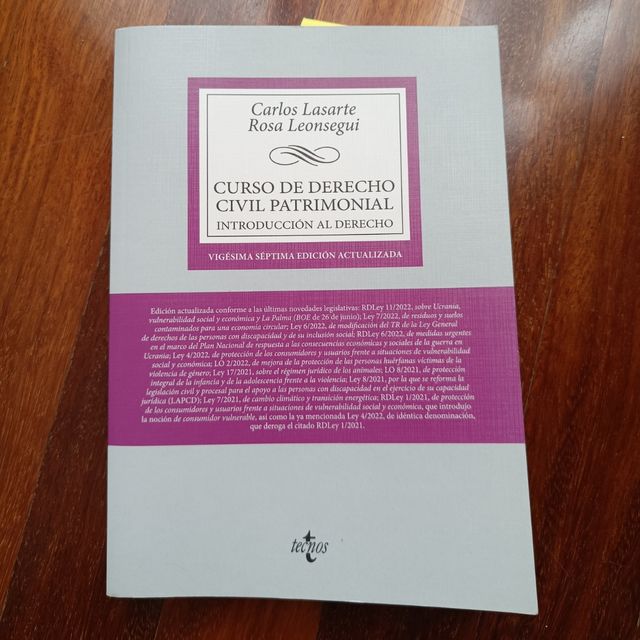 Carlos Lasarte
Rosa Leonsegui
CURSO DE DERECHO
CIVIL PATRIMONIAL
INTRODUCCIÓN AL DERECHO
VIGÉSIMA SÉPTIMA EDICIÓN ACTUALIZADA
Edición actualizada conforme a las últimas novedades legislativas: RDLey 11/2022, sobre Ucrania,
vulnerabilidad social y económica y La Palma (BOE de 26 de junio); Ley 7/2022, de residuos y suelos
contaminados para una economía circular; Ley 6/2022, de modificación del TR de la Ley General
de derechos de las personas con discapacidad y de su inclusión social; RDLey 6/2022, de medidas urgentes
en el marco del Plan Nacional de respuesta a las consecuencias económicas y sociales de la guerra en
Ucrania; Ley 4/2022, de protección de los consumidores y usuarios frente a situaciones de vulnerabilidad
social y económica; LO 2/2022, de mejora de la protección de las personas huérfanas víctimas de la
violencia de género; Ley 17/2021, sobre el régimen jurídico de los animales; LO 8/2021, de protección
integral de la infancia y de la adolescencia frente a la violencia; Ley 8/2021, por la que se reforma la
legislación civil y procesal para el apoyo a las personas con discapacidad en el ejercicio de su capacidad
jurídica (LAPCD); Ley 7/2021, de cambio climático y transición energética; RDLey 1/2021, de protección
de los consumidores y usuarios frente a situaciones de vulnerabilidad social y económica, que introdujo
la noción de consumidor vulnerable, así como la ya mencionada Ley 4/2022, de idéntica denominación,
que deroga el citado RDLey 1/2021.
tecnos